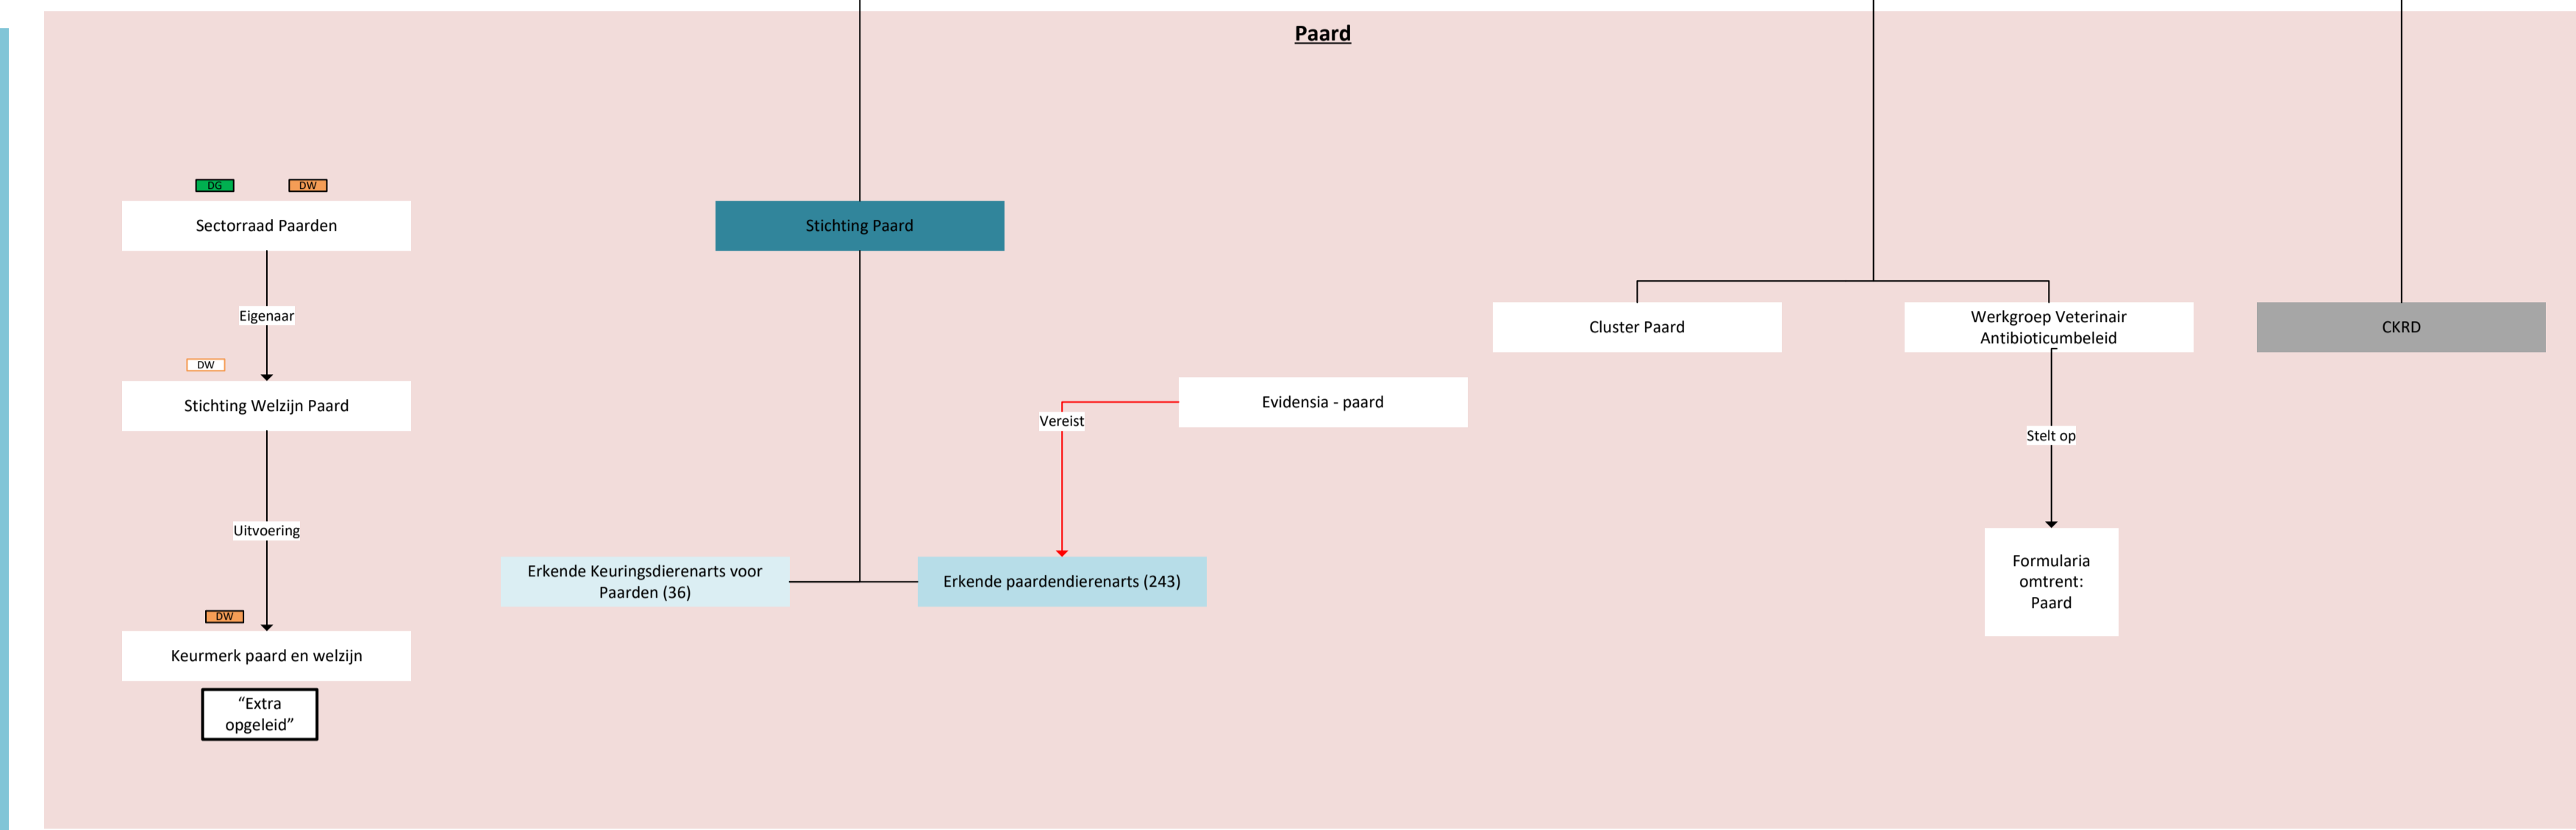 Paard
DG
DW
Sectorraad Paarden
Stichting Paard
Eigenaar
Cluster Paard
Werkgroep Veterinair
Antibioticumbeleid
CKRD
DW
Stichting Welzijn Paard
Evidensia - paard
Vereist
Stelt op
Uitvoering
Erkende Keuringsdierenarts voor
Paarden (36)
Erkende paardendierenarts (243)
Formularia
omtrent:
Paard
DW
Keurmerk paard en welzijn
“Extra
opgeleid”